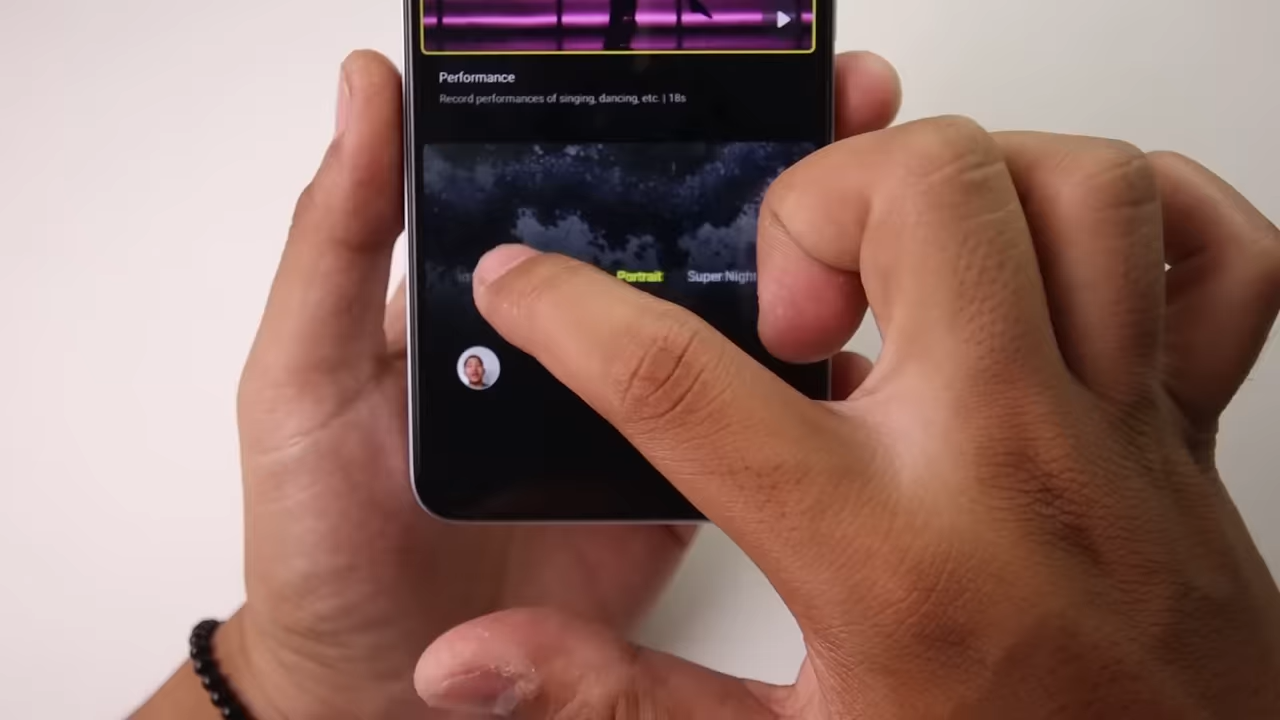 Performance
Record performances of singing, dancing, etc. | 18s
Portrait Super Night